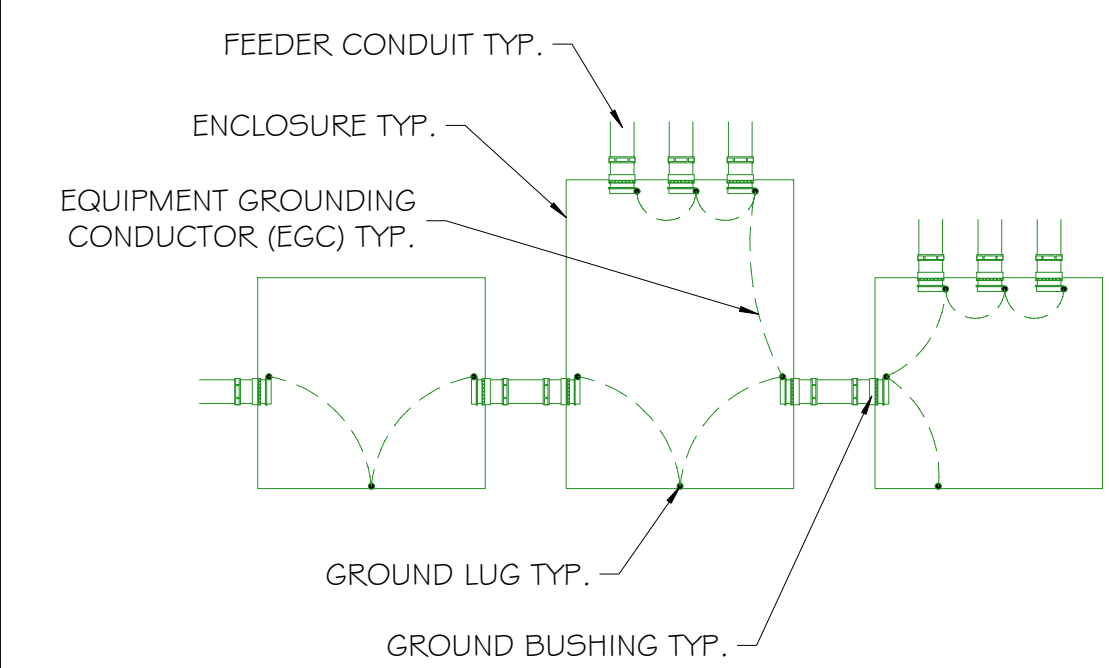 FEEDER CONDUIT TYP.
ENCLOSURE TYP.
EQUIPMENT GROUNDING
CONDUCTOR (EGC) TYP.
GROUND LUG TYP.
GROUND BUSHING TYP.